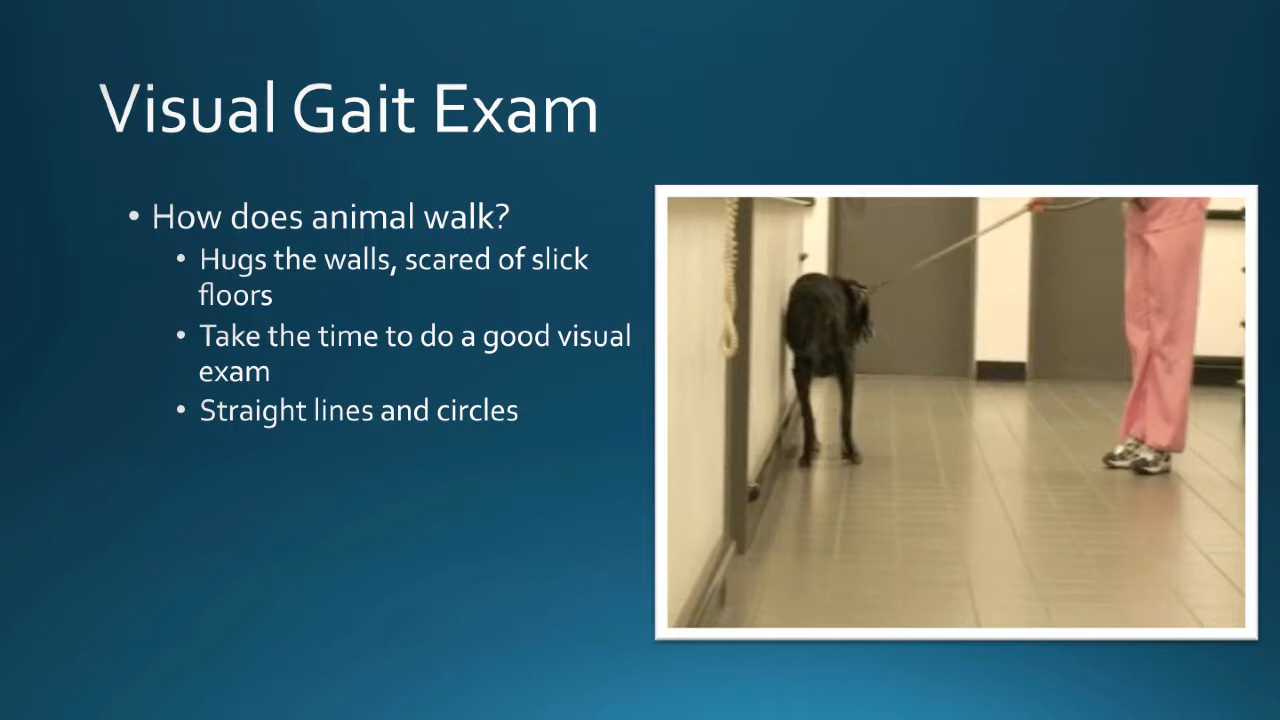 Visual Gait Exam
• How does animal walk?
• Hugs the walls, scared of slick
floors
• Take the time to do a good visual
exam
• Straight lines and circles